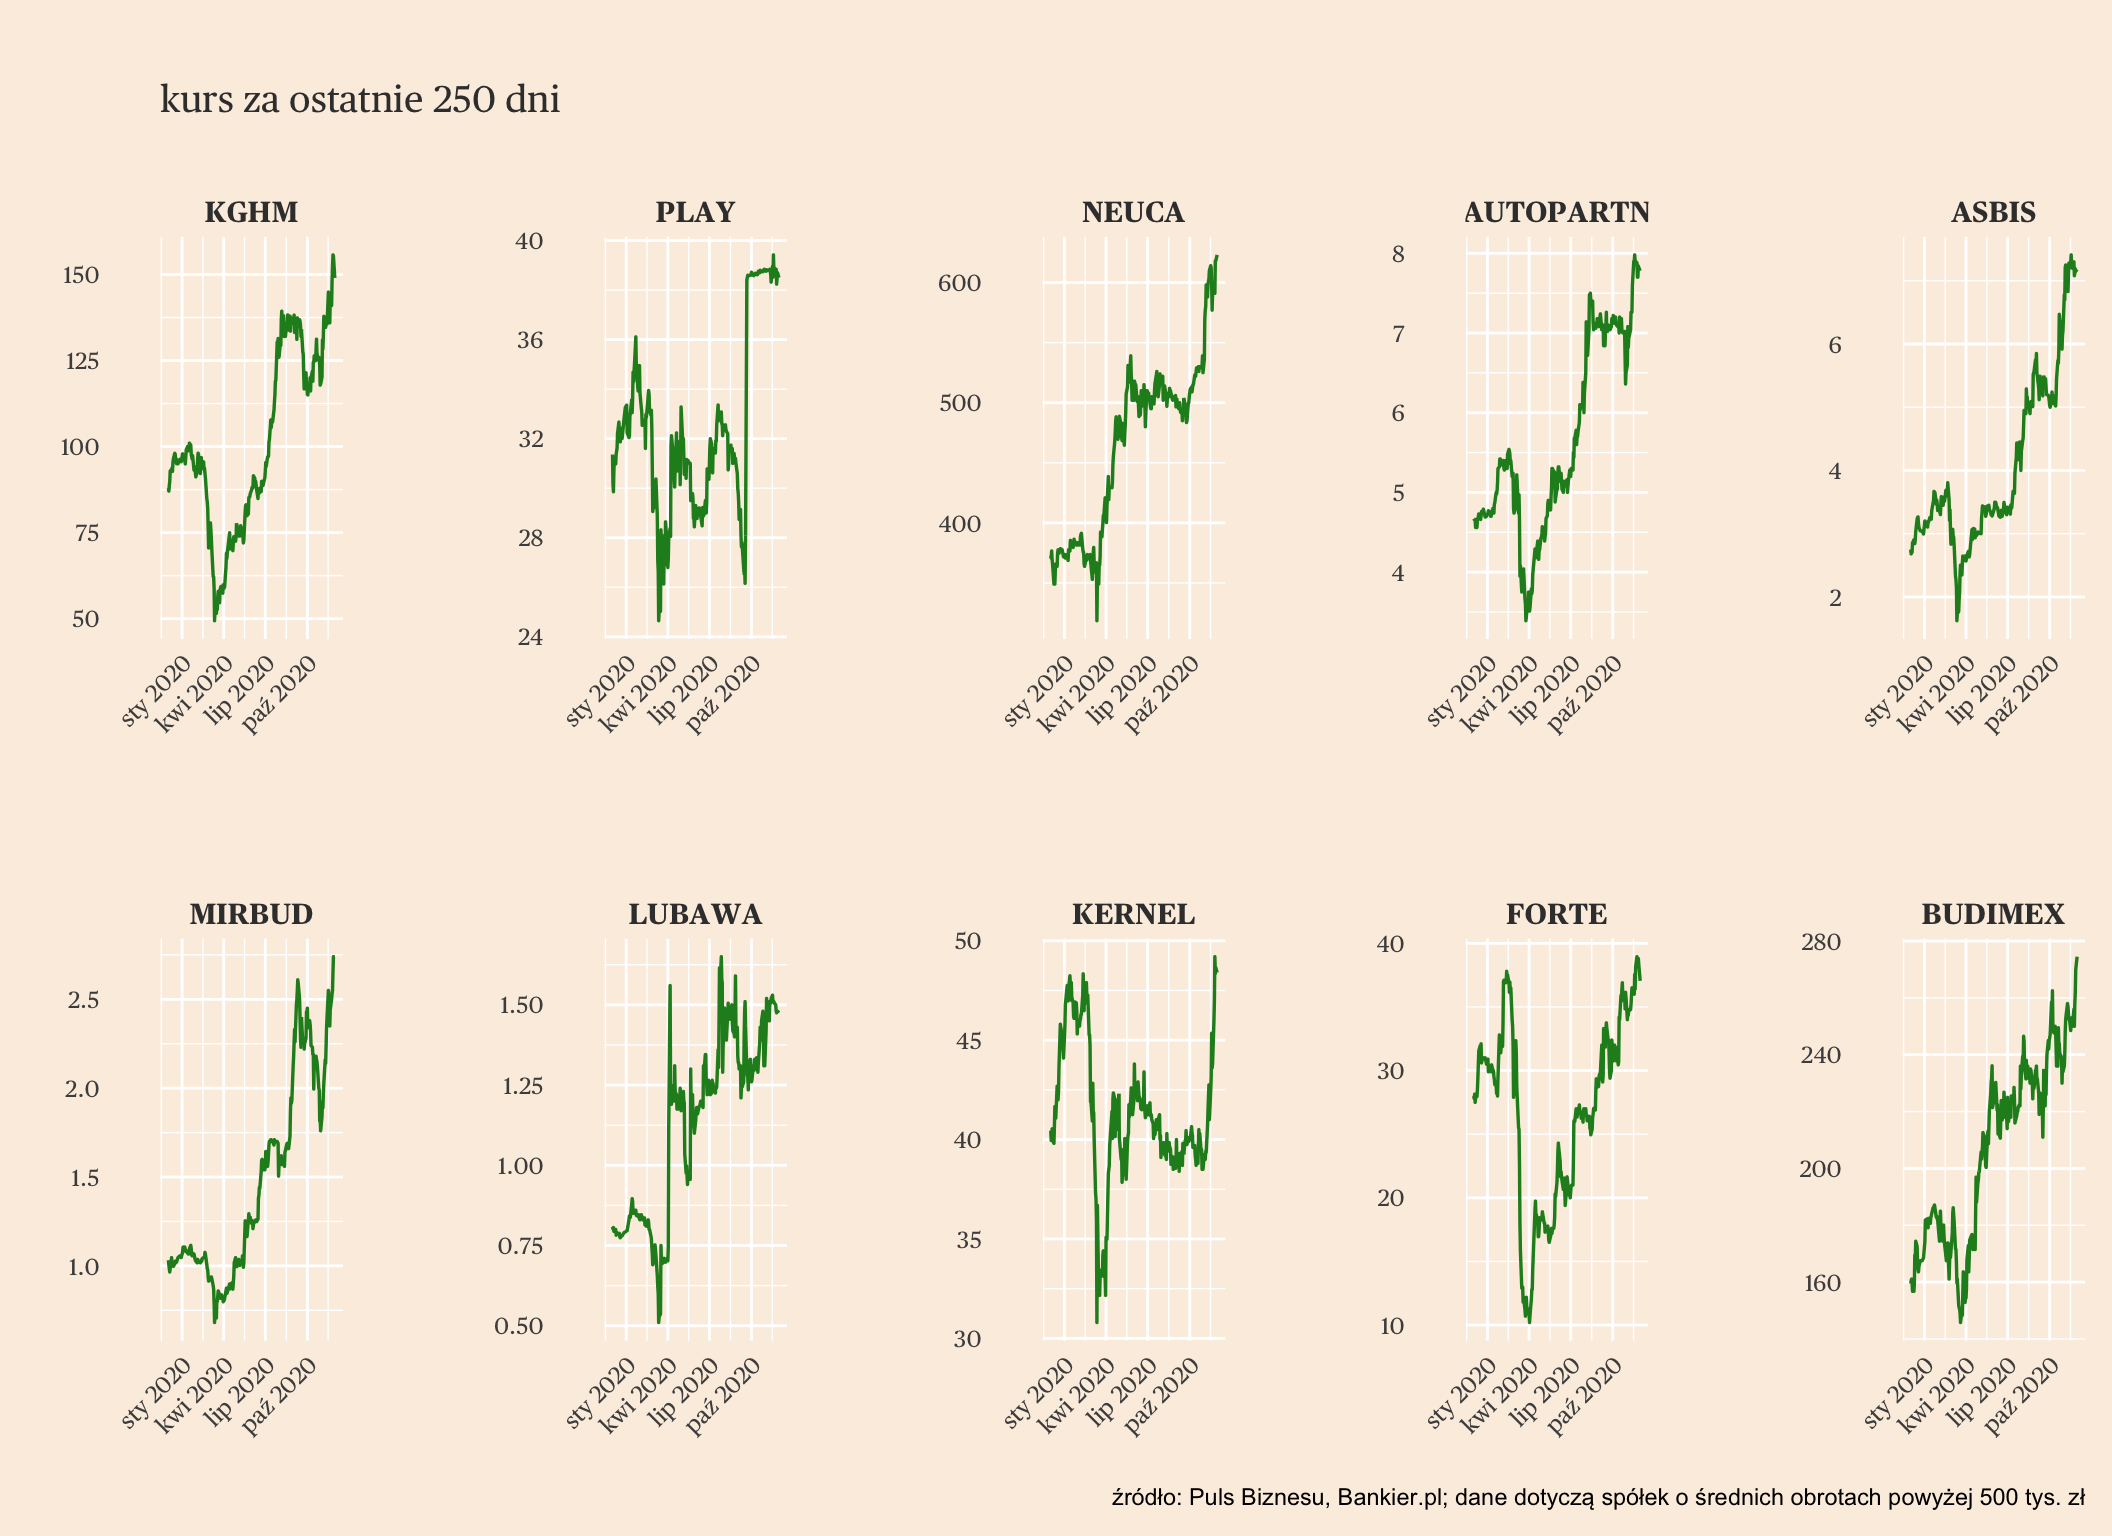 kurs za ostatnie 250 dni
KGHM
150
125
100
75
50
sty 2020
kwi 2020
lip 2020
paź 2020
PLAY
40
36
32
28
24
sty 2020
kwi 2020
lip 2020
paź 2020
NEUCA
600
500
400
sty 2020
kwi 2020
lip 2020
paź 2020
AUTOPARTN
8
7
6
5
4
sty 2020
kwi 2020
lip 2020
paź 2020
ASBIS
6
4
2
sty 2020
kwi 2020
lip 2020
paź 2020
MIRBUD
2.5
2.0
1.5
1.0
sty 2020
kwi 2020
lip 2020
paź 2020
LUBAWA
1.50
1.25
1.00
0.75
0.50
sty 2020
kwi 2020
lip 2020
paź 2020
KERNEL
50
45
40
35
30
sty 2020
kwi 2020
lip 2020
paź 2020
FORTE
40
30
20
10
sty 2020
kwi 2020
lip 2020
paź 2020
BUDIMEX
280
240
200
160
sty 2020
kwi 2020
lip 2020
paź 2020
źródło: Puls Biznesu, Bankier.pl; dane dotyczą spółek o średnich obrotach powyżej 500 tys. zł